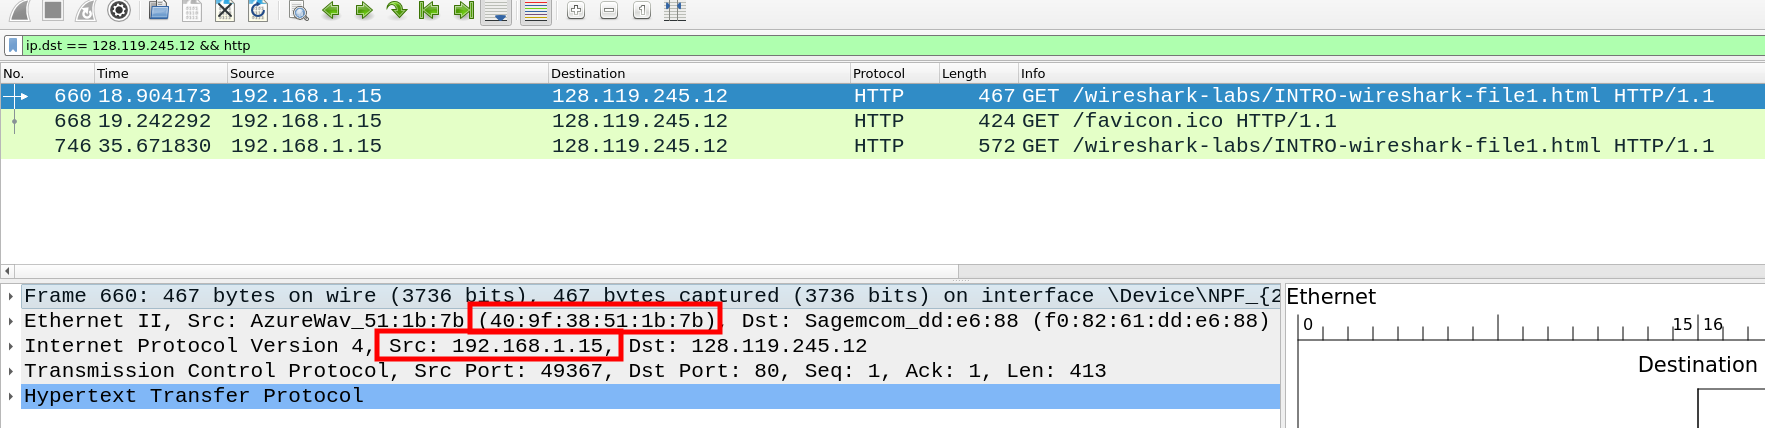 ip.dst == 128.119.245.12 && http
No. Time Source Destination Protocol Length Info
660 18.904173 192.168.1.15 128.119.245.12 HTTP 467 GET /wireshark-labs/INTRO-wireshark-file1.html HTTP/1.1
668 19.242292 192.168.1.15 128.119.245.12 HTTP 424 GET /favicon.ico HTTP/1.1
746 35.671830 192.168.1.15 128.119.245.12 HTTP 572 GET /wireshark-labs/INTRO-wireshark-file1.html HTTP/1.1
Frame 660: 467 bytes on wire (3736 bits), 467 bytes captured (3736 bits) on interface \Device\NPF_{2
Ethernet II, Src: AzureWav_51:1b:7b (40:9f:38:51:1b:7b), Dst: Sagemcom_dd:e6:88 (f0:82:61:dd:e6:88)
Internet Protocol Version 4, Src: 192.168.1.15, Dst: 128.119.245.12
Transmission Control Protocol, Src Port: 49367, Dst Port: 80, Seq: 1, Ack: 1, Len: 413
Hypertext Transfer Protocol
Ethernet
0 15 16
Destination